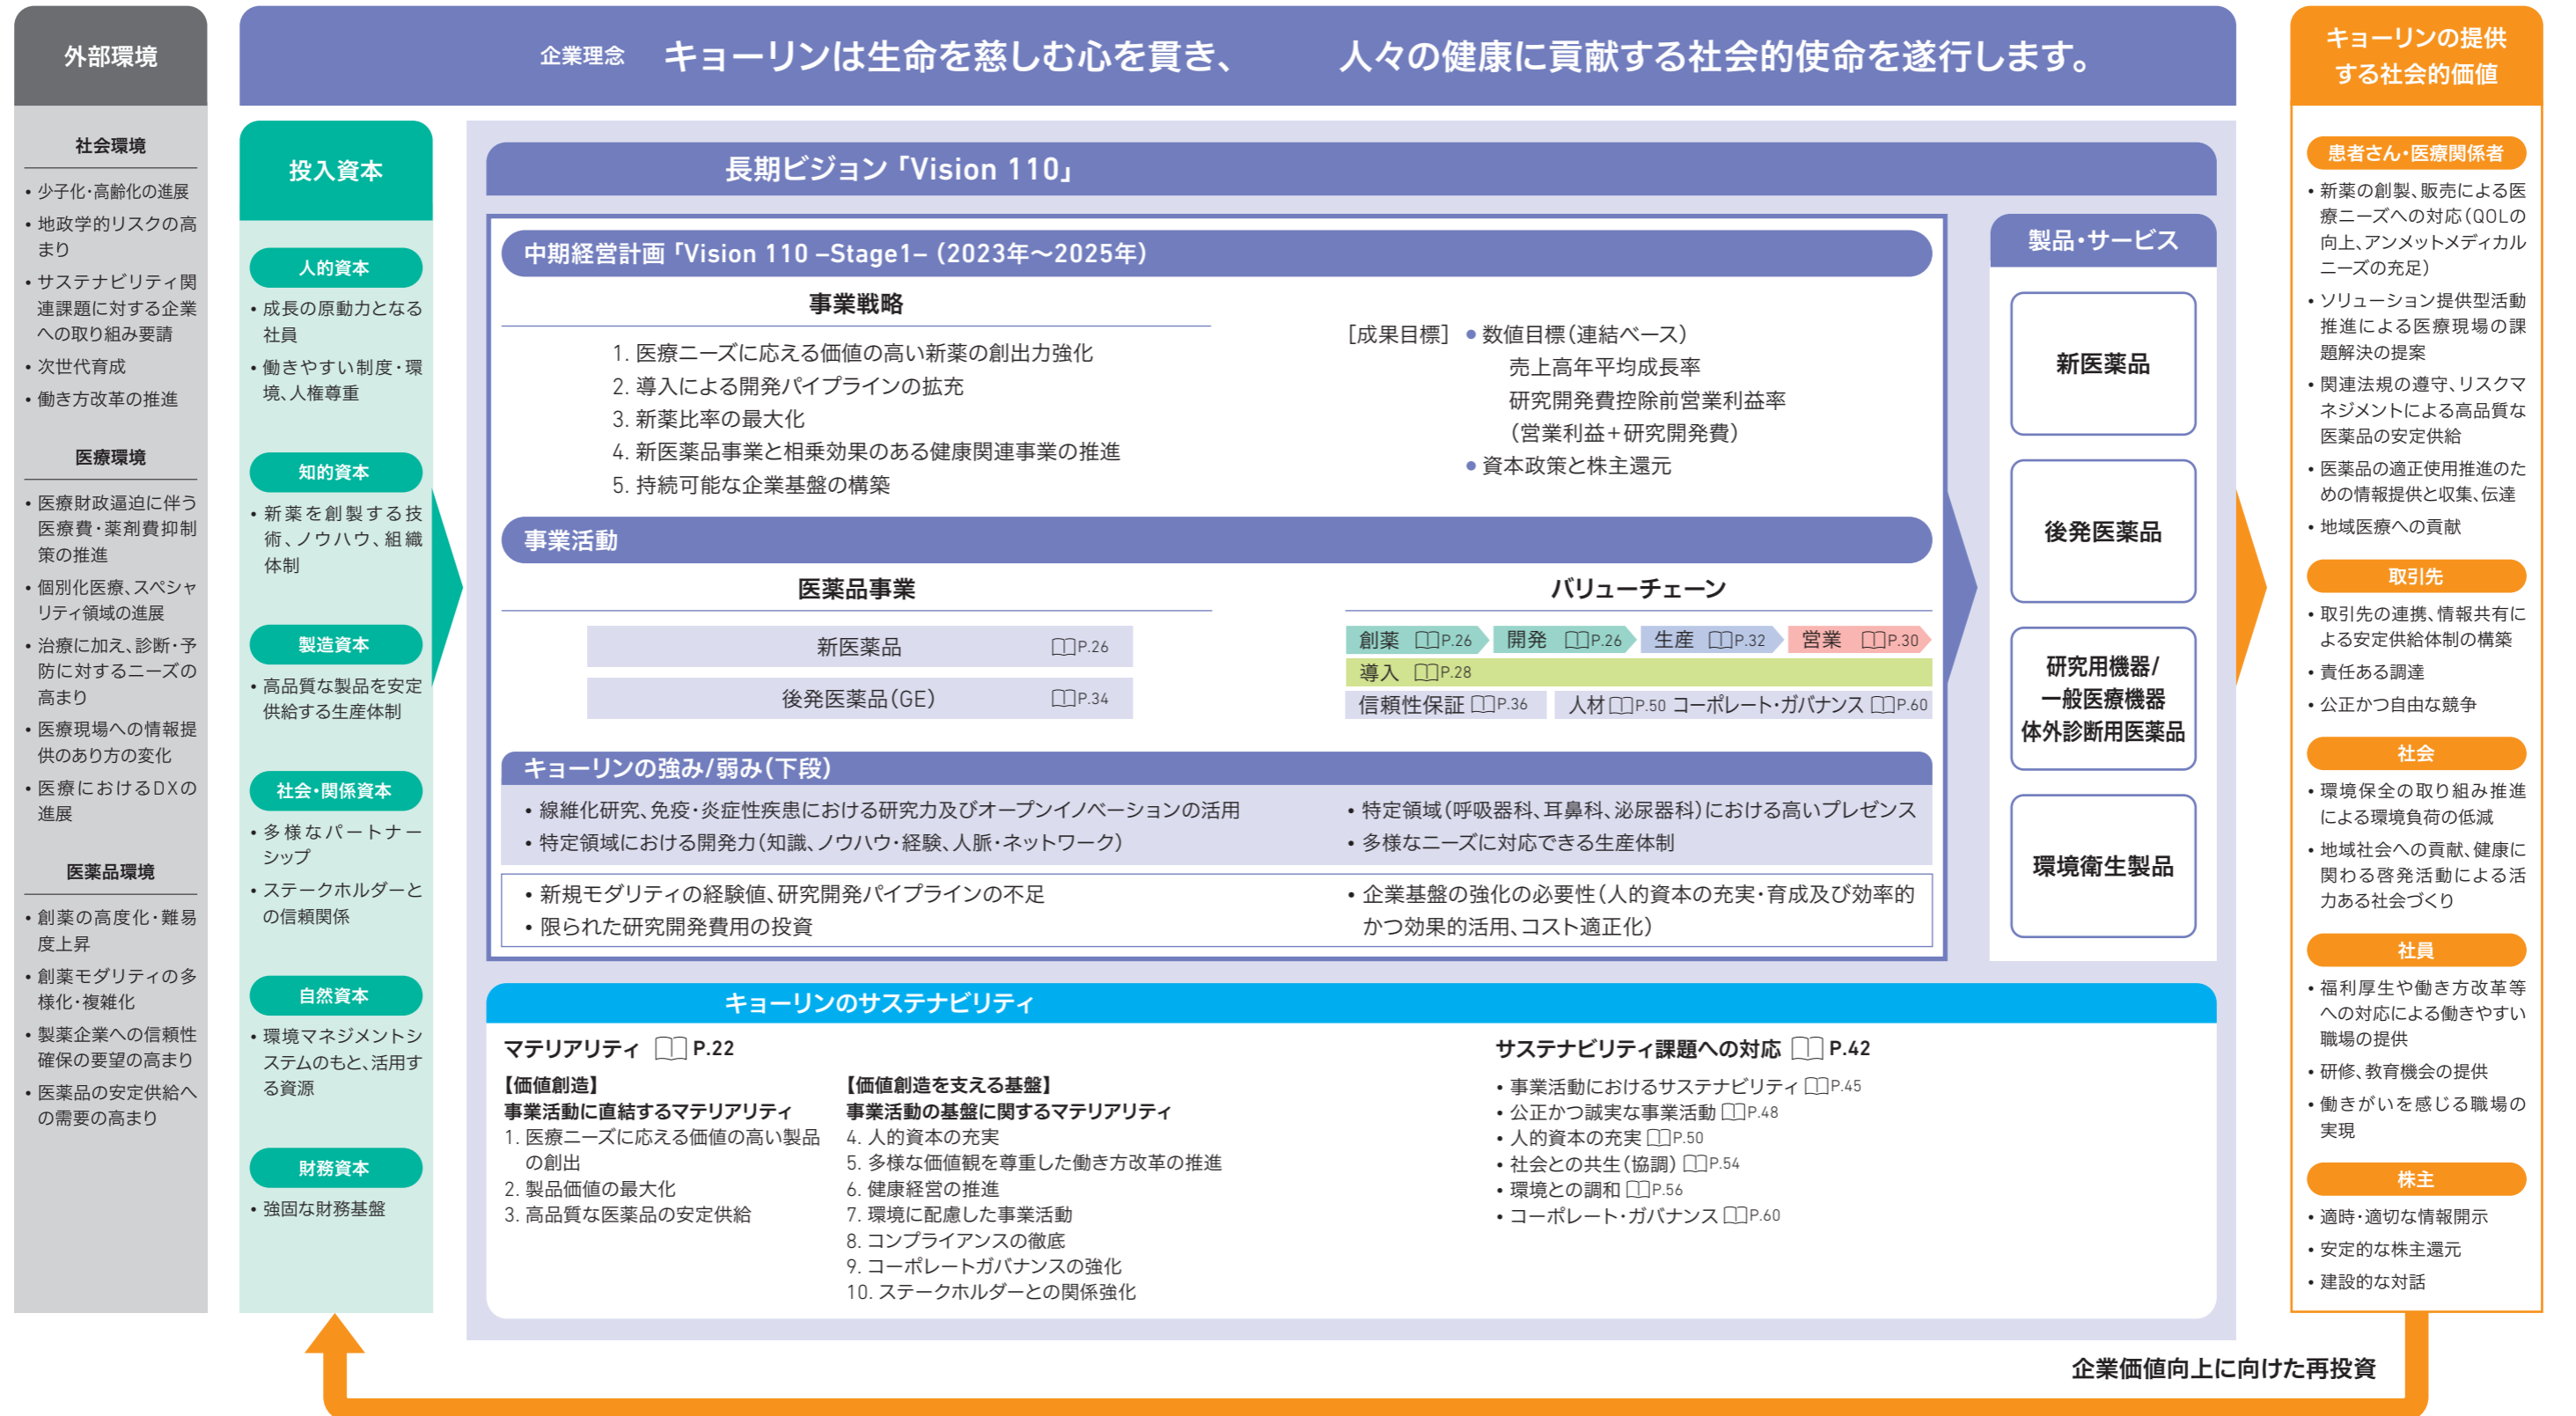 外部環境
社会環境
• 少子化・高齢化の進展
• 地政学的リスクの高
まり
• サステナビリティ関
連課題に対する企業
への取り組み要請
• 次世代育成
• 働き方改革の推進
医療環境
• 医療財政逼迫に伴う
医療費・薬剤費抑制
策の推進
• 個別化医療、スペシャ
リティ領域の進展
• 治療に加え、診断・予
防に対するニーズの
高まり
• 医療現場への情報提
供のあり方の変化
• 医療におけるDXの
進展
医薬品環境
• 創薬の高度化・難易
度上昇
• 創薬モダリティの多
様化・複雑化
• 製薬企業への信頼性
確保の要望の高まり
• 医薬品の安定供給へ
の需要の高まり
企業理念 キョーリンは生命を慈しむ心を貫き、 人々の健康に貢献する社会的使命を遂行します。
投入資本
人的資本
• 成長の原動力となる
社員
• 働きやすい制度・環
境、人権尊重
知的資本
• 新薬を創製する技
術、ノウハウ、組織
体制
製造資本
• 高品質な製品を安定
供給する生産体制
社会・関係資本
• 多様なパートナー
シップ
• ステークホルダーと
の信頼関係
自然資本
• 環境マネジメントシ
ステムのもと、活用す
る資源
財務資本
• 強固な財務基盤
長期ビジョン「Vision 110」
中期経営計画「Vision 110 –Stage1–(2023年〜2025年)
事業戦略
1. 医療ニーズに応える価値の高い新薬の創出力強化
2. 導入による開発パイプラインの拡充
3. 新薬比率の最大化
4. 新医薬品事業と相乗効果のある健康関連事業の推進
5. 持続可能な企業基盤の構築
[成果目標] ● 数値目標(連結ベース)
売上高年平均成長率
研究開発費控除前営業利益率
(営業利益+研究開発費)
● 資本政策と株主還元
事業活動
医薬品事業
新医薬品 P.26
後発医薬品(GE) P.34
バリューチェーン
創薬 P.26 開発 P.26 生産 P.32 営業 P.30
導入 P.28
信頼性保証 P.36 人材 P.50 コーポレート・ガバナンス P.60
キョーリンの強み/弱み(下段)
• 線維化研究、免疫・炎症性疾患における研究力及びオープンイノベーションの活用
• 特定領域における開発力(知識、ノウハウ・経験、人脈・ネットワーク)
• 特定領域(呼吸器科、耳鼻科、泌尿器科)における高いプレゼンス
• 多様なニーズに対応できる生産体制
• 新規モダリティの経験値、研究開発パイプラインの不足
• 限られた研究開発費用の投資
• 企業基盤の強化の必要性(人的資本の充実・育成及び効率的
かつ効果的活用、コスト適正化)
製品・サービス
新医薬品
後発医薬品
研究用機器/
一般医療機器
体外診断用医薬品
環境衛生製品
キョーリンのサステナビリティ
マテリアリティ P.22
【価値創造】
事業活動に直結するマテリアリティ
1. 医療ニーズに応える価値の高い製品
の創出
2. 製品価値の最大化
3. 高品質な医薬品の安定供給
【価値創造を支える基盤】
事業活動の基盤に関するマテリアリティ
4. 人的資本の充実
5. 多様な価値観を尊重した働き方改革の推進
6. 健康経営の推進
7. 環境に配慮した事業活動
8. コンプライアンスの徹底
9. コーポレートガバナンスの強化
10. ステークホルダーとの関係強化
サステナビリティ課題への対応 P.42
• 事業活動におけるサステナビリティ P.45
• 公正かつ誠実な事業活動 P.48
• 人的資本の充実 P.50
• 社会との共生(協調) P.54
• 環境との調和 P.56
• コーポレート・ガバナンス P.60
キョーリンの提供
する社会的価値
患者さん・医療関係者
• 新薬の創製、販売による医
療ニーズへの対応(QOLの
向上、アンメットメディカル
ニーズの充足)
• ソリューション提供型活動
推進による医療現場の課
題解決の提案
• 関連法規の遵守、リスクマ
ネジメントによる高品質な
医薬品の安定供給
• 医薬品の適正使用推進のた
めの情報提供と収集、伝達
• 地域医療への貢献
取引先
• 取引先の連携、情報共有に
よる安定供給体制の構築
• 責任ある調達
• 公正かつ自由な競争
社会
• 環境保全の取り組み推進
による環境負荷の低減
• 地域社会への貢献、健康に
関わる啓発活動による活
力ある社会づくり
社員
• 福利厚生や働き方改革等
への対応による働きやすい
職場の提供
• 研修、教育機会の提供
• 働きがいを感じる職場の
実現
株主
• 適時・適切な情報開示
• 安定的な株主還元
• 建設的な対話
企業価値向上に向けた再投資